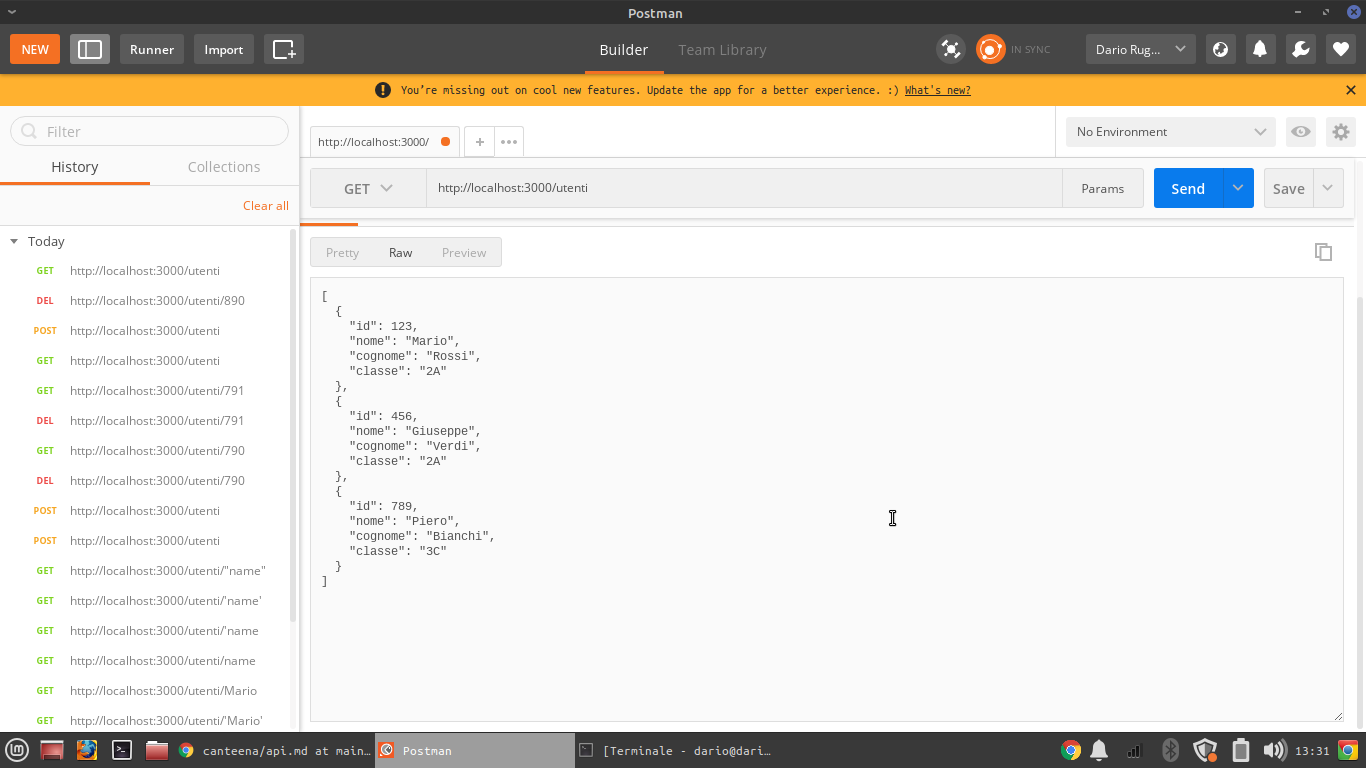 Postman
NEW
Runner
Import
Builder
Team Library
IN SYNC
Dario Rug...
You're missing out on cool new features. Update the app for a better experience. :) What's new?
Filter
History
Collections
Clear all
Today
GET http://localhost:3000/utenti
DEL http://localhost:3000/utenti/890
POST http://localhost:3000/utenti
GET http://localhost:3000/utenti
GET http://localhost:3000/utenti/791
DEL http://localhost:3000/utenti/791
GET http://localhost:3000/utenti/790
DEL http://localhost:3000/utenti/790
POST http://localhost:3000/utenti
POST http://localhost:3000/utenti
GET http://localhost:3000/utenti/"name"
GET http://localhost:3000/utenti/'name'
GET http://localhost:3000/utenti/'name
GET http://localhost:3000/utenti/name
GET http://localhost:3000/utenti/Mario
GET http://localhost:3000/utenti/'Mario'
http://localhost:3000/
+
•••
No Environment
GET
http://localhost:3000/utenti
Params
Send
Save
Pretty
Raw
Preview
[
  {
    "id": 123,
    "nome": "Mario",
    "cognome": "Rossi",
    "classe": "2A"
  },
  {
    "id": 456,
    "nome": "Giuseppe",
    "cognome": "Verdi",
    "classe": "2A"
  },
  {
    "id": 789,
    "nome": "Piero",
    "cognome": "Bianchi",
    "classe": "3C"
  }
]
canteena/api.md at main...
Postman
[Terminale - dario@dari...
13:31